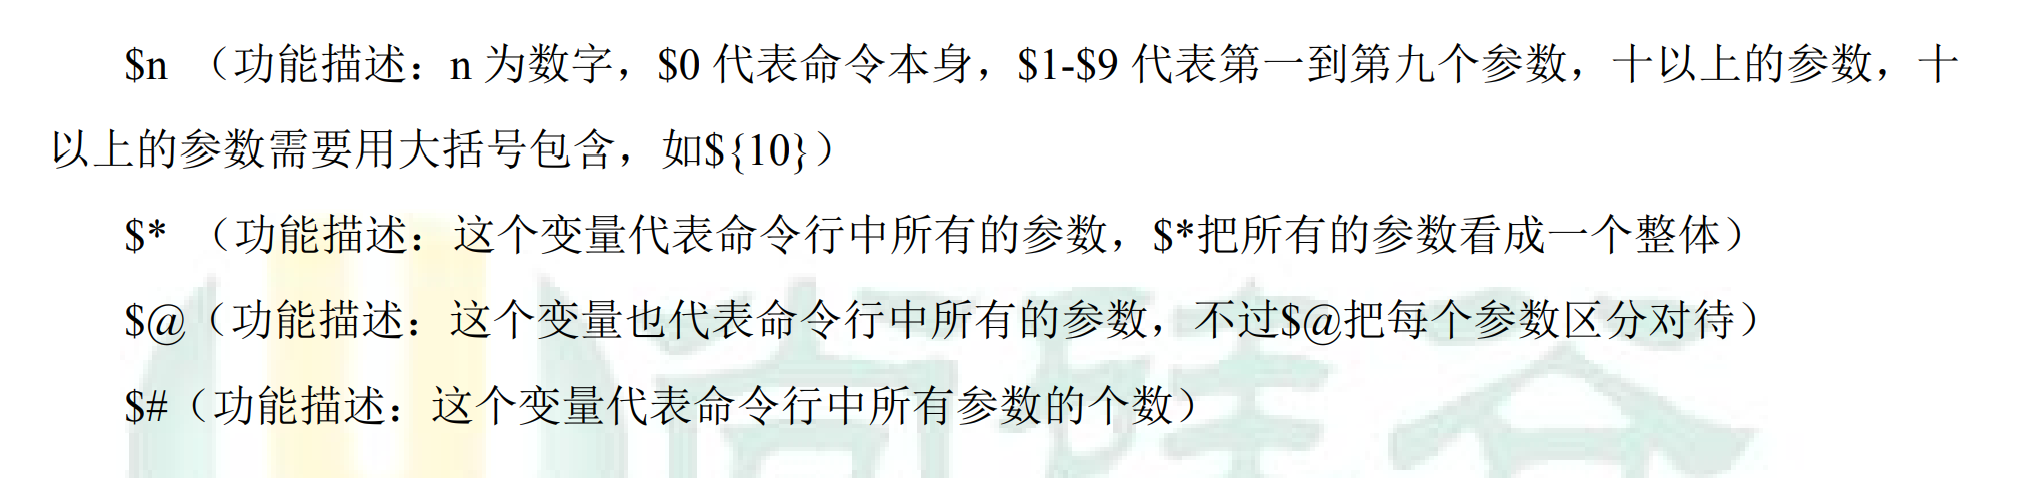 $n （功能描述：n 为数字，$0 代表命令本身，$1-$9 代表第一到第九个参数，十以上的参数，十
以上的参数需要用大括号包含，如${10}）
$* （功能描述：这个变量代表命令行中所有的参数，$*把所有的参数看成一个整体）
$@（功能描述：这个变量也代表命令行中所有的参数，不过$@把每个参数区分对待）
$#（功能描述：这个变量代表命令行中所有参数的个数）
尚硅谷